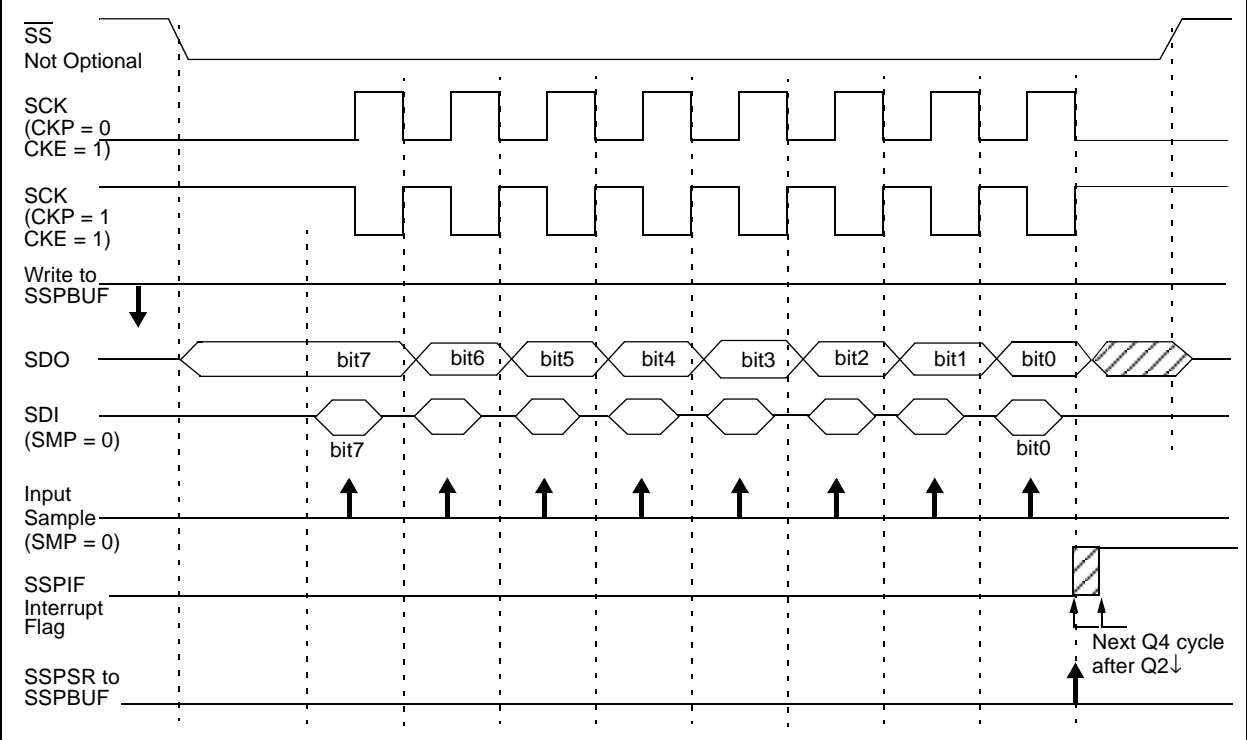 SS
Not Optional
SCK
(CKP = 0
CKE = 1)
SCK
(CKP = 1
CKE = 1)
Write to
SSPBUF
SDO
bit7 bit6 bit5 bit4 bit3 bit2 bit1 bit0
SDI
(SMP = 0)
bit7 bit0
Input
Sample
(SMP = 0)
SSPIF
Interrupt
Flag
Next Q4 cycle
after Q2↓
SSPSR to
SSPBUF